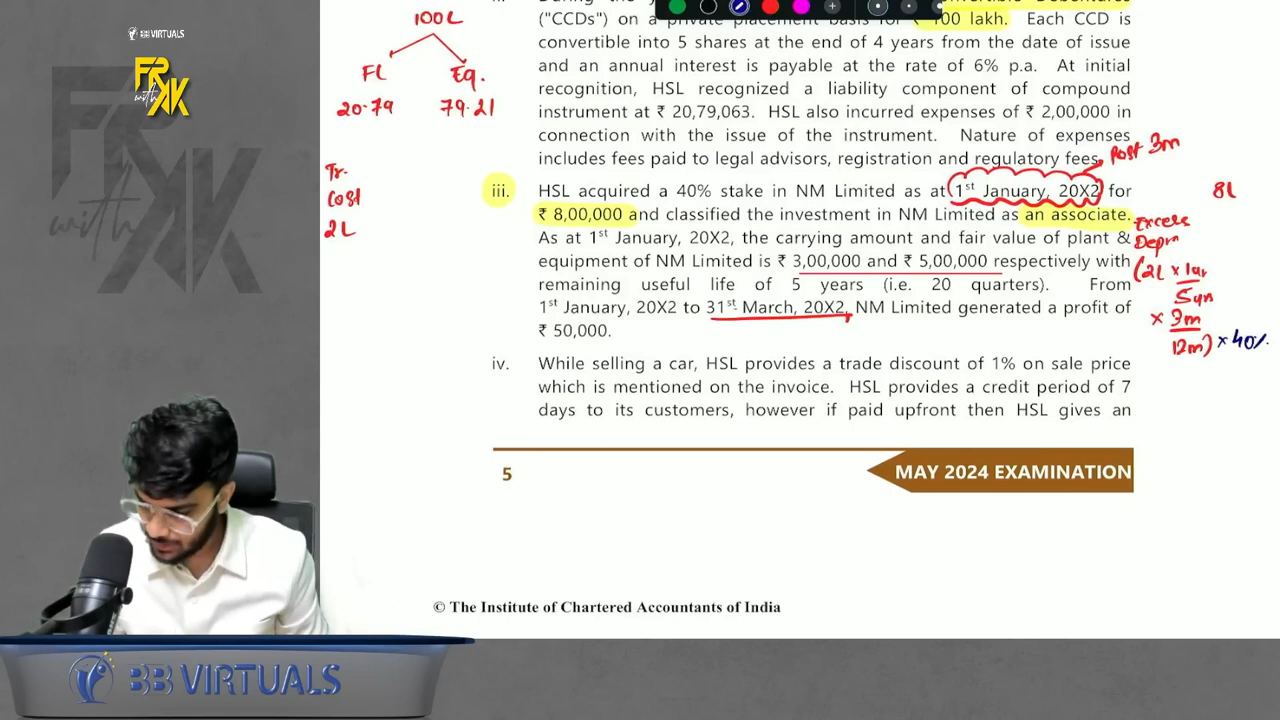 BB VIRTUALS
FR
with
AK
100L
FL
Eq.
20.79
79.21
Tr.
Cost
2L
("CCDs") on a private placement basis for ₹ 100 lakh. Each CCD is
convertible into 5 shares at the end of 4 years from the date of issue
and an annual interest is payable at the rate of 6% p.a. At initial
recognition, HSL recognized a liability component of compound
instrument at ₹ 20,79,063. HSL also incurred expenses of ₹ 2,00,000 in
connection with the issue of the instrument. Nature of expenses
includes fees paid to legal advisors, registration and regulatory fees.
Post 3m
iii. HSL acquired a 40% stake in NM Limited as at 1st January, 20X2 for
₹ 8,00,000 and classified the investment in NM Limited as an associate.
As at 1st January, 20X2, the carrying amount and fair value of plant &
equipment of NM Limited is ₹ 3,00,000 and ₹ 5,00,000 respectively with
remaining useful life of 5 years (i.e. 20 quarters). From
1st January, 20X2 to 31st March, 20X2, NM Limited generated a profit of
₹ 50,000.
8L
Excess
Deprn
(2L × 1yr
5yrs
× 3m
12m) × 40%
iv. While selling a car, HSL provides a trade discount of 1% on sale price
which is mentioned on the invoice. HSL provides a credit period of 7
days to its customers, however if paid upfront then HSL gives an
5
MAY 2024 EXAMINATION
© The Institute of Chartered Accountants of India
BB VIRTUALS